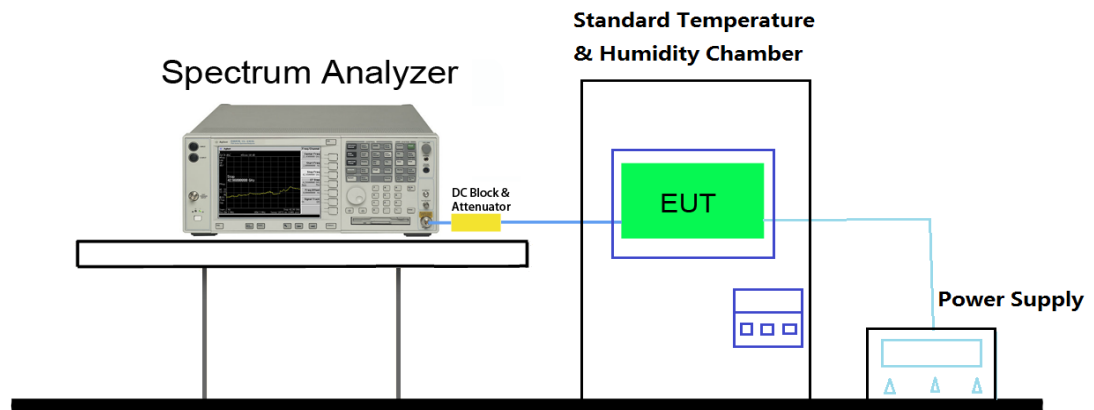 Standard Temperature
& Humidity Chamber
Spectrum Analyzer
DC Block &
Attenuator
EUT
Power Supply